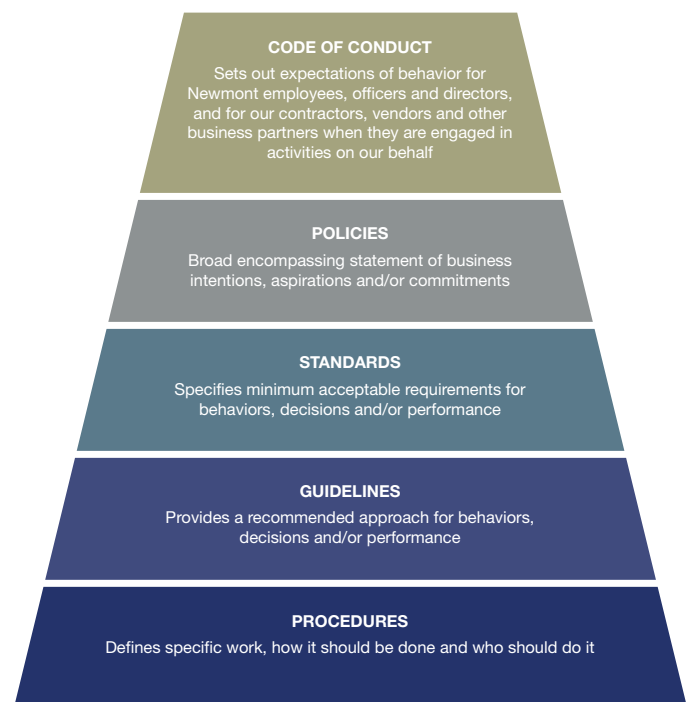 CODE OF CONDUCT
Sets out expectations of behavior for
Newmont employees, officers and directors,
and for our contractors, vendors and other
business partners when they are engaged in
activities on our behalf
POLICIES
Broad encompassing statement of business
intentions, aspirations and/or commitments
STANDARDS
Specifies minimum acceptable requirements for
behaviors, decisions and/or performance
GUIDELINES
Provides a recommended approach for behaviors,
decisions and/or performance
PROCEDURES
Defines specific work, how it should be done and who should do it